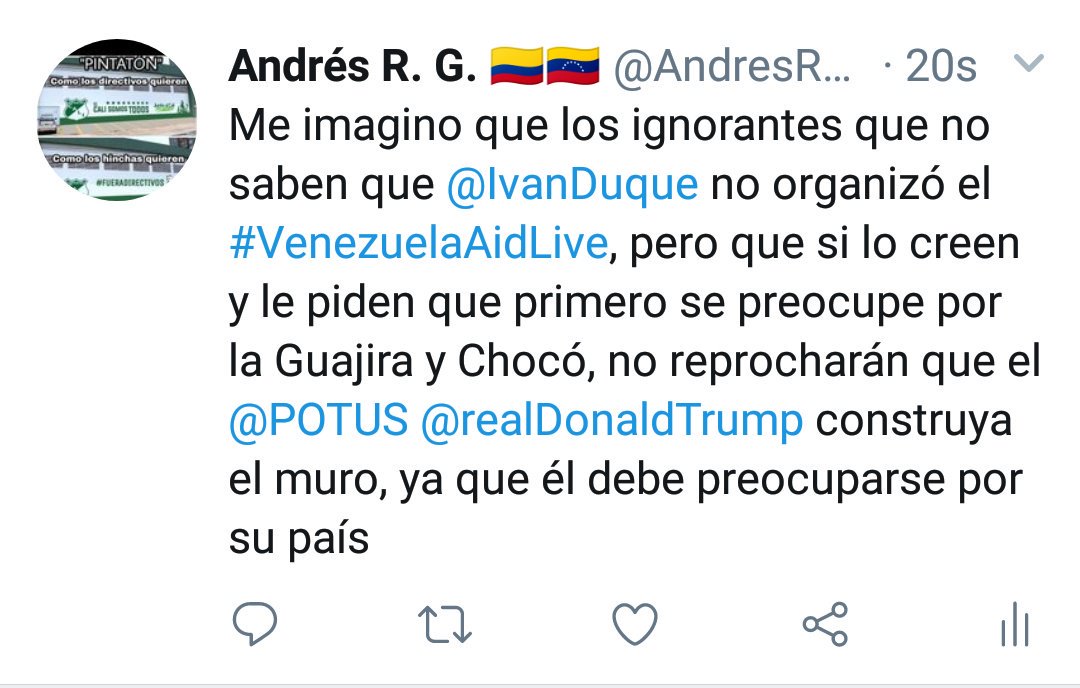 "PINTATÓN"
Como los directivos quieren
CALI SOMOS TODOS
Como los hinchas quieren
#FUERADIRECTIVOS
Andrés R. G. 🇨🇴🇻🇪 @AndresR... · 20s
Me imagino que los ignorantes que no
saben que @IvanDuque no organizó el
#VenezuelaAidLive, pero que si lo creen
y le piden que primero se preocupe por
la Guajira y Chocó, no reprocharán que el
@POTUS @realDonaldTrump construya
el muro, ya que él debe preocuparse por
su país